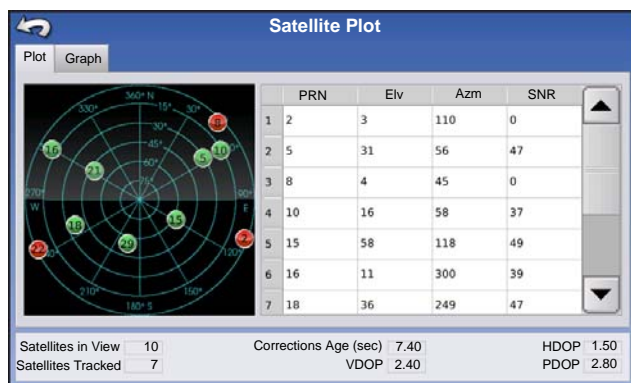 Satellite Plot
Plot Graph
360° N
330° 15° 30°
30°
45°
60°
75°
8
16
5 10
21
270° 90°
W E
18 15
22 29 2
120°
210° 150°
180° S
PRN Elv Azm SNR
1 2 3 110 0
2 5 31 56 47
3 8 4 45 0
4 10 16 58 37
5 15 58 118 49
6 16 11 300 39
7 18 36 249 47
Satellites in View 10 Corrections Age (sec) 7.40 HDOP 1.50
Satellites Tracked 7 VDOP 2.40 PDOP 2.80